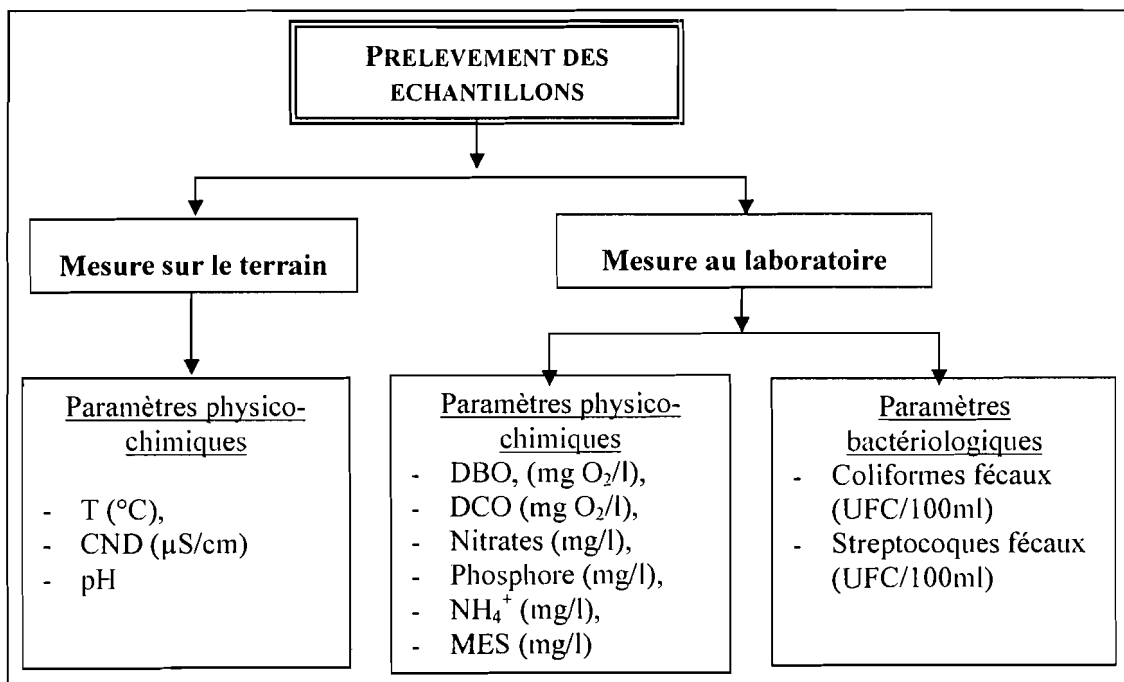 PRELEVEMENT DES
ECHANTILLONS
Mesure sur le terrain
Mesure au laboratoire
Paramètres physico-
chimiques
- T (°C),
- CND (µS/cm)
- pH
Paramètres physico-
chimiques
- DBO, (mg O₂/l),
- DCO (mg O₂/l),
- Nitrates (mg/l),
- Phosphore (mg/l),
- NH₄⁺ (mg/l),
- MES (mg/l)
Paramètres
bactériologiques
- Coliformes fécaux
(UFC/100ml)
- Streptocoques fécaux
(UFC/100ml)